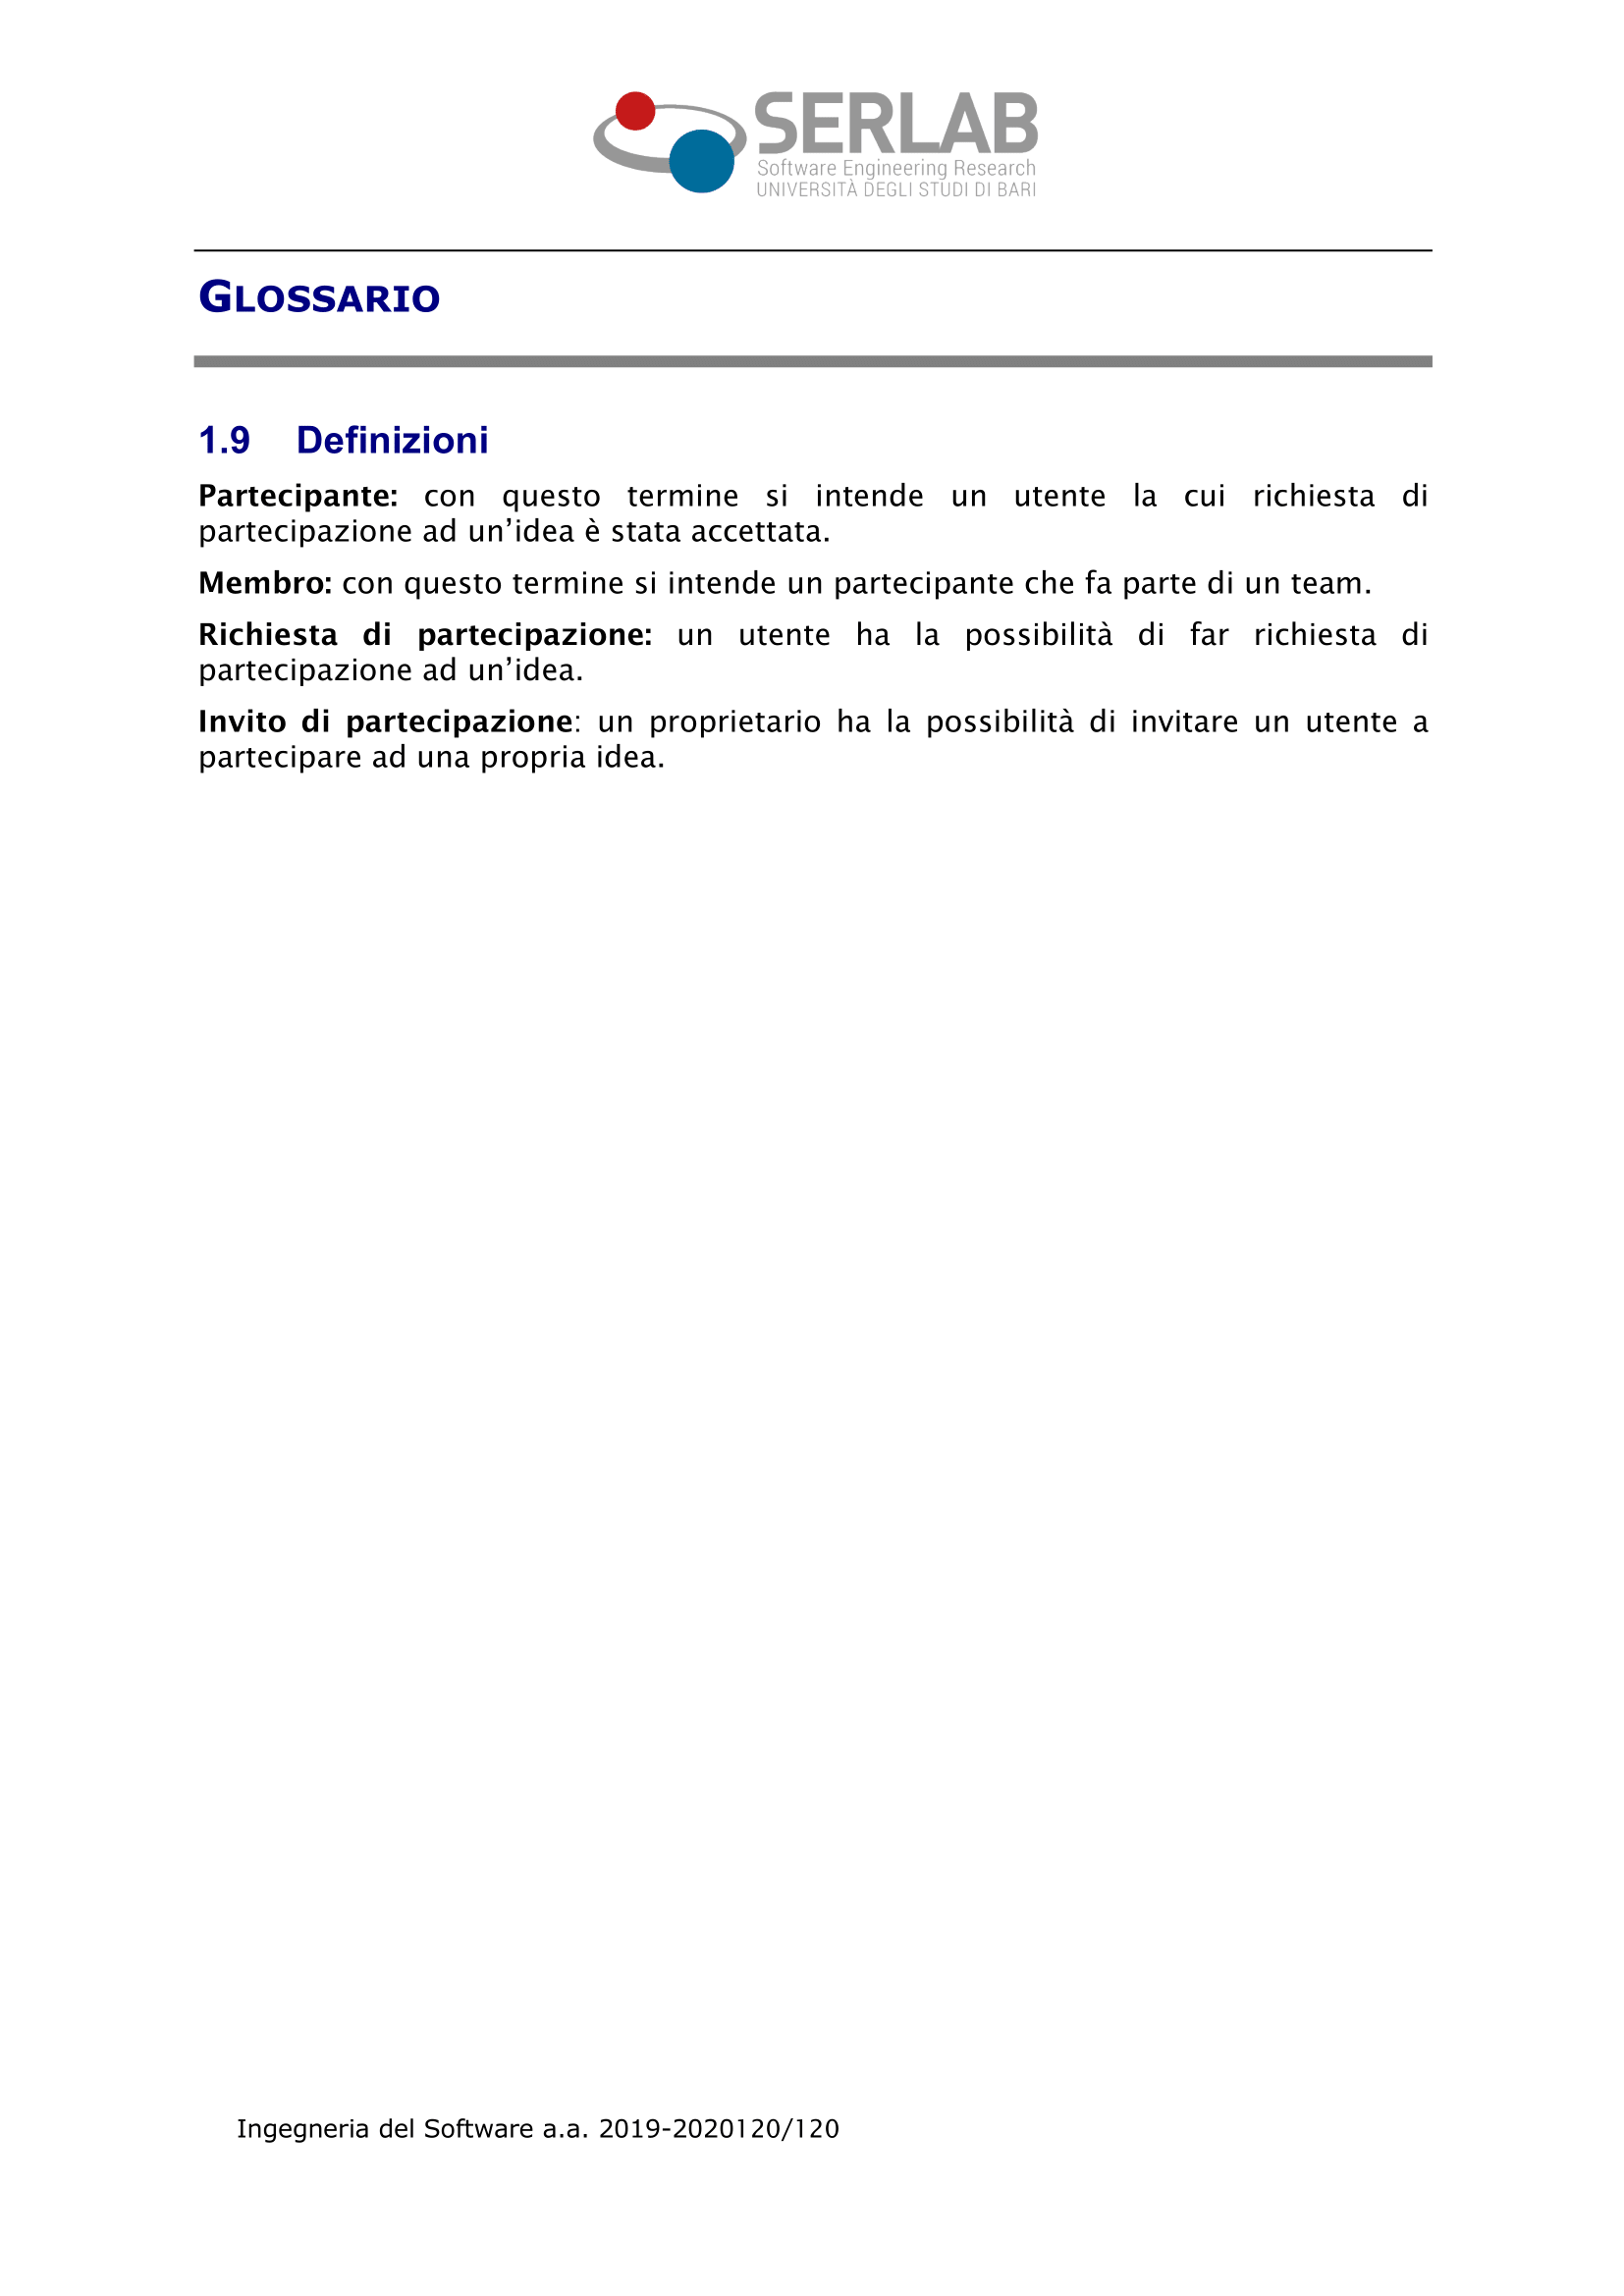 SERLAB
Software Engineering Research
UNIVERSITÀ DEGLI STUDI DI BARI
GLOSSARIO
1.9 Definizioni
Partecipante: con questo termine si intende un utente la cui richiesta di
partecipazione ad un’idea è stata accettata.
Membro: con questo termine si intende un partecipante che fa parte di un team.
Richiesta di partecipazione: un utente ha la possibilità di far richiesta di
partecipazione ad un’idea.
Invito di partecipazione: un proprietario ha la possibilità di invitare un utente a
partecipare ad una propria idea.
Ingegneria del Software a.a. 2019-2020120/120